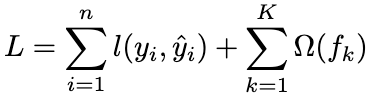 $L = \sum_{i=1}^{n} l(y_i, \hat{y}_i) + \sum_{k=1}^{K} \Omega(f_k)$